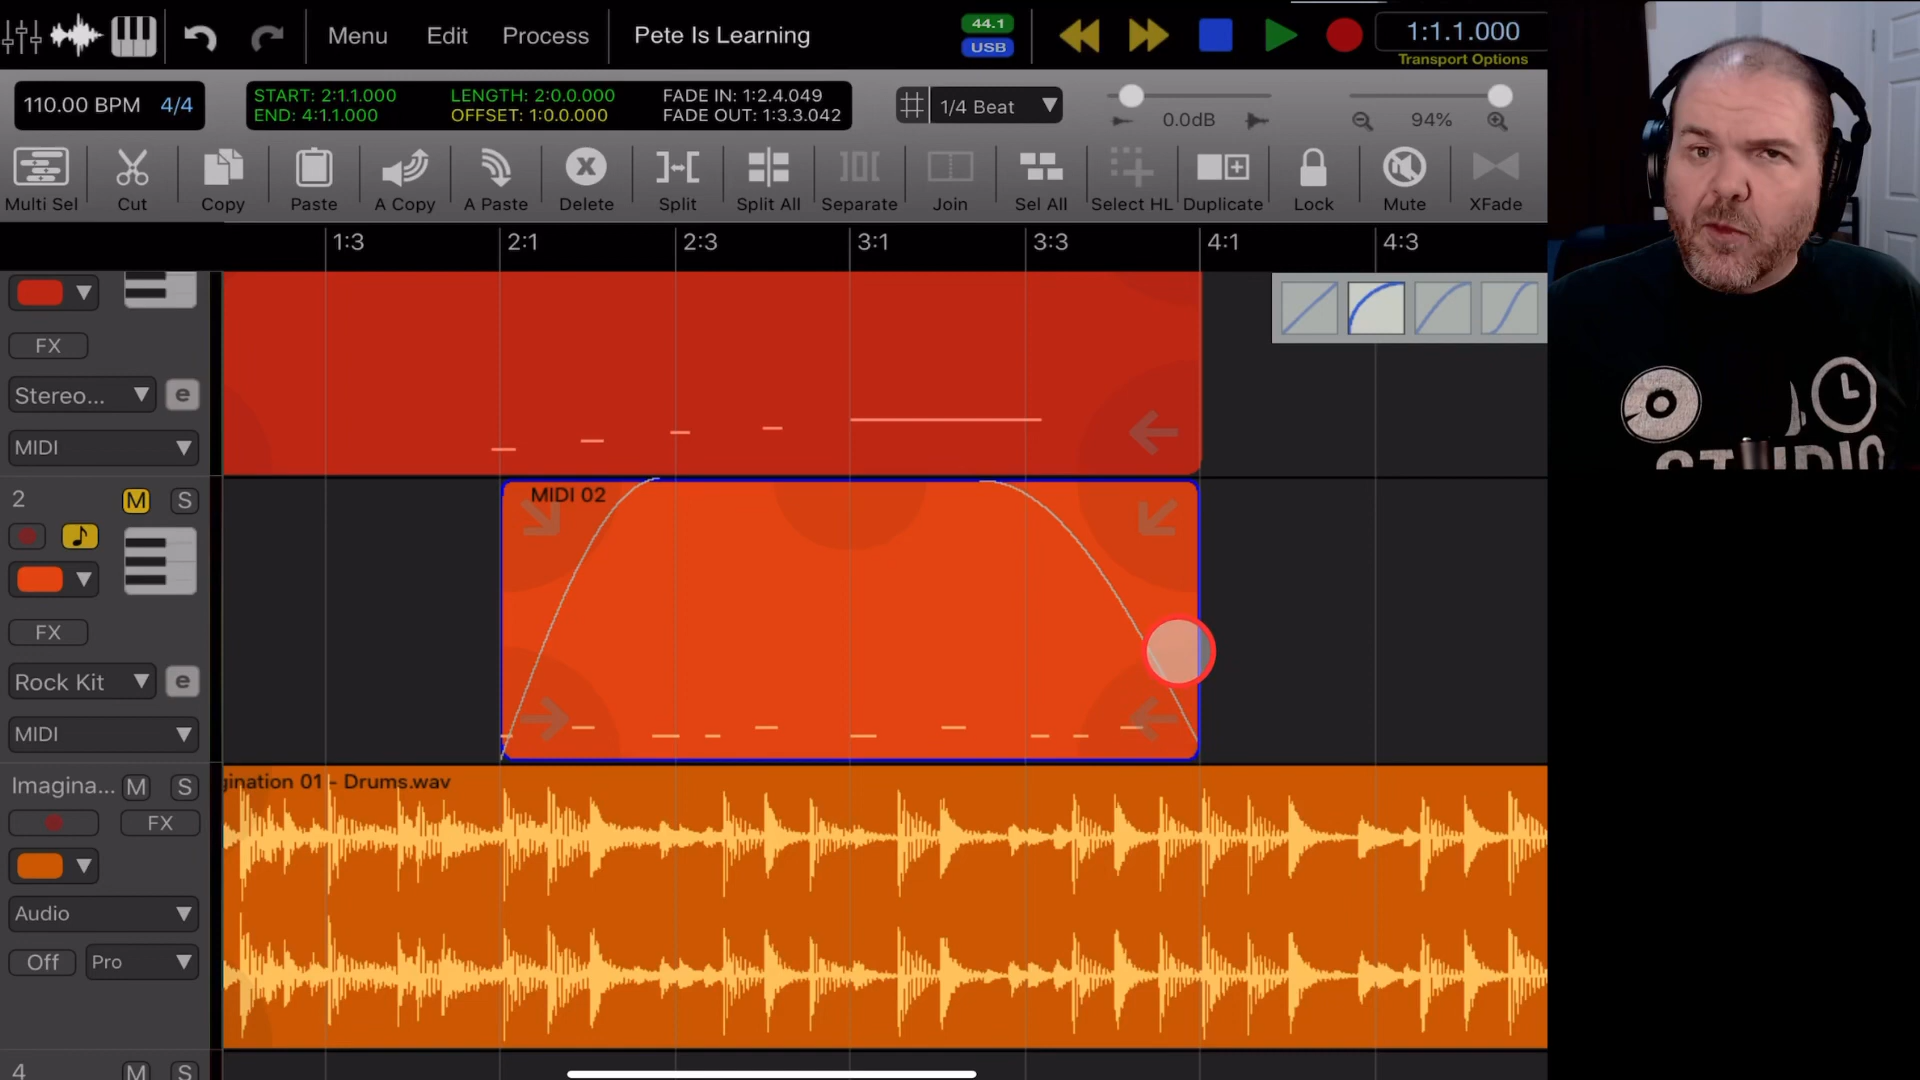 Menu Edit Process Pete Is Learning 44.1 USB 1:1.1.000
Transport Options
110.00 BPM 4/4 START: 2:1.1.000 LENGTH: 2:0.0.000 FADE IN: 1:2.4.049 1/4 Beat
END: 4:1.1.000 OFFSET: 1:0.0.000 FADE OUT: 1:3.3.042 0.0dB 94%
Multi Sel Cut Copy Paste A Copy A Paste Delete Split Split All Separate Join Sel All Select HL Duplicate Lock Mute XFade
1:3 2:1 2:3 3:1 3:3 4:1 4:3
FX
Stereo... e
MIDI
2 M S
MIDI 02
FX
Rock Kit e
MIDI
Imagina... M S
gination 01 - Drums.wav
FX
Audio
Off Pro
4 M S
STUDIO